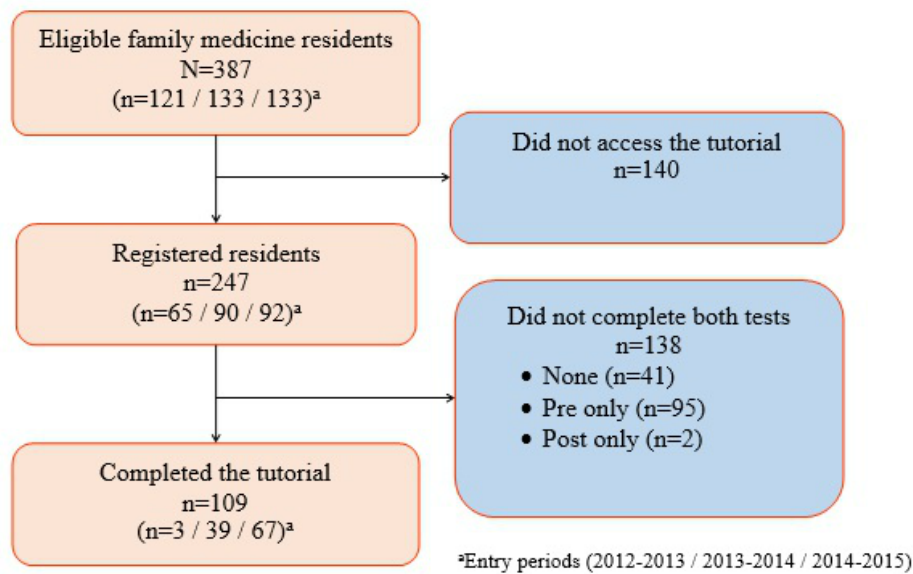 Eligible family medicine residents
N=387
(n=121 / 133 / 133)ᵃ
Did not access the tutorial
n=140
Registered residents
n=247
(n=65 / 90 / 92)ᵃ
Did not complete both tests
n=138
• None (n=41)
• Pre only (n=95)
• Post only (n=2)
Completed the tutorial
n=109
(n=3 / 39 / 67)ᵃ
ᵃEntry periods (2012-2013 / 2013-2014 / 2014-2015)